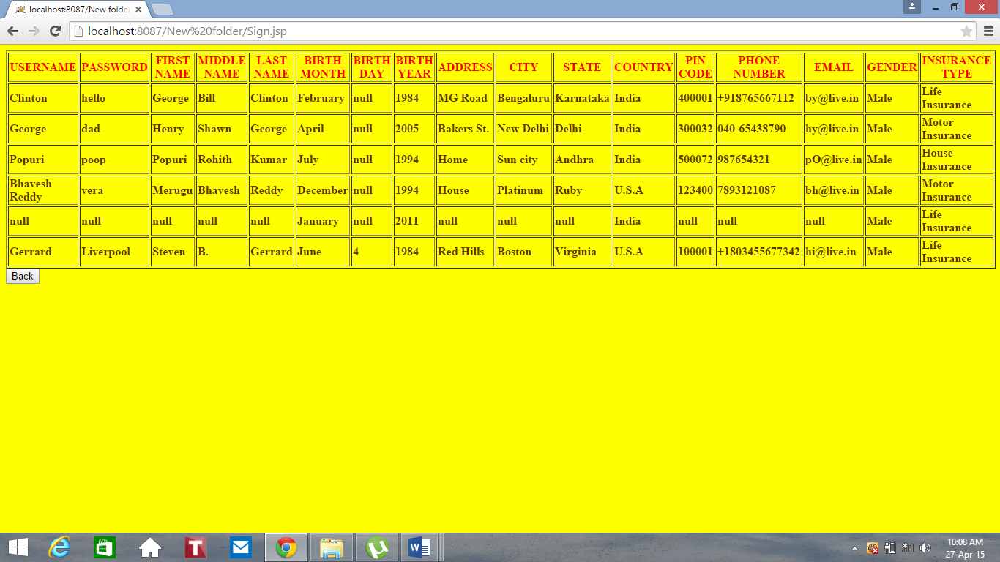 localhost:8087/New folder
localhost:8087/New%20folder/Sign.jsp
USERNAME PASSWORD FIRST NAME MIDDLE NAME LAST NAME BIRTH MONTH BIRTH DAY BIRTH YEAR ADDRESS CITY STATE COUNTRY PIN CODE PHONE NUMBER EMAIL GENDER INSURANCE TYPE
Clinton hello George Bill Clinton February null 1984 MG Road Bengaluru Karnataka India 400001 +918765667112 by@live.in Male Life Insurance
George dad Henry Shawn George April null 2005 Bakers St. New Delhi Delhi India 300032 040-65438790 hy@live.in Male Motor Insurance
Popuri poop Popuri Rohith Kumar July null 1994 Home Sun city Andhra India 500072 987654321 pO@live.in Male House Insurance
Bhavesh Reddy vera Merugu Bhavesh Reddy December null 1994 House Platinum Ruby U.S.A 123400 7893121087 bh@live.in Male Motor Insurance
null null null null null January null 2011 null null null India null null null Male Life Insurance
Gerrard Liverpool Steven B. Gerrard June 4 1984 Red Hills Boston Virginia U.S.A 100001 +1803455677342 hi@live.in Male Life Insurance
Back
10:08 AM
27-Apr-15